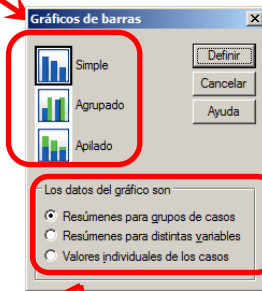 Gráficos de barras
Simple
Agrupado
Apilado
Definir
Cancelar
Ayuda
Los datos del gráfico son
Resúmenes para grupos de casos
Resúmenes para distintas variables
Valores individuales de los casos